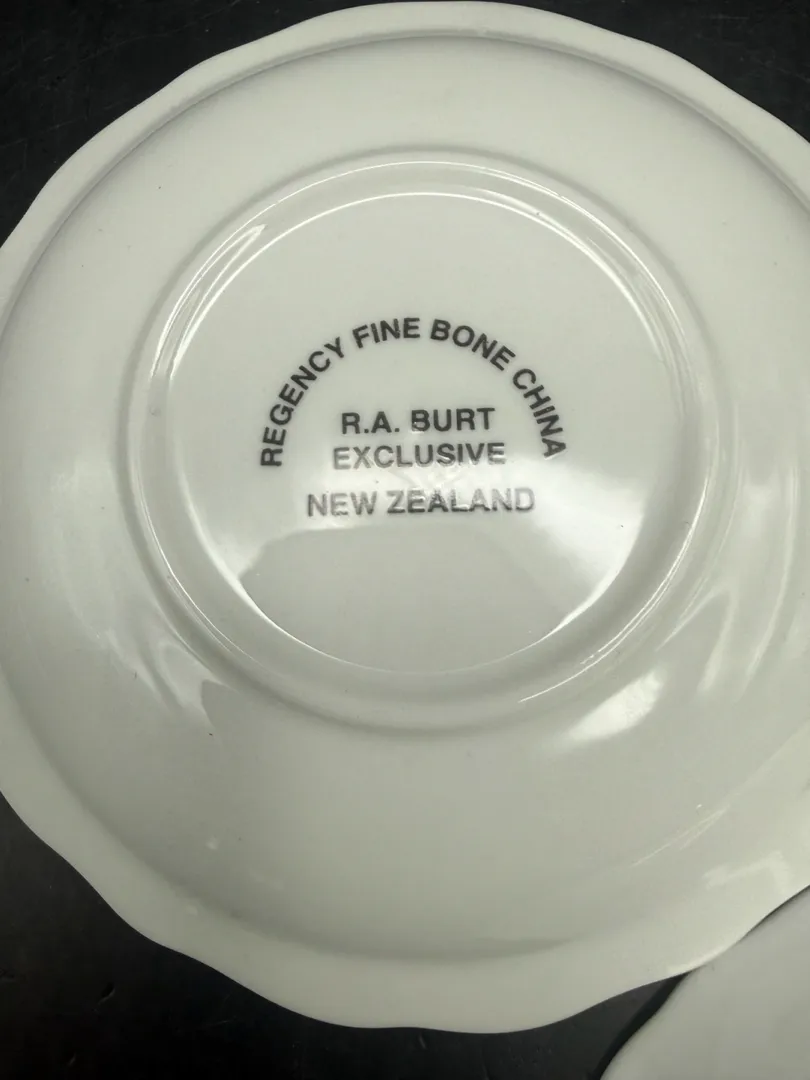 REGENCY FINE BONE CHINA
R.A. BURT
EXCLUSIVE
NEW ZEALAND